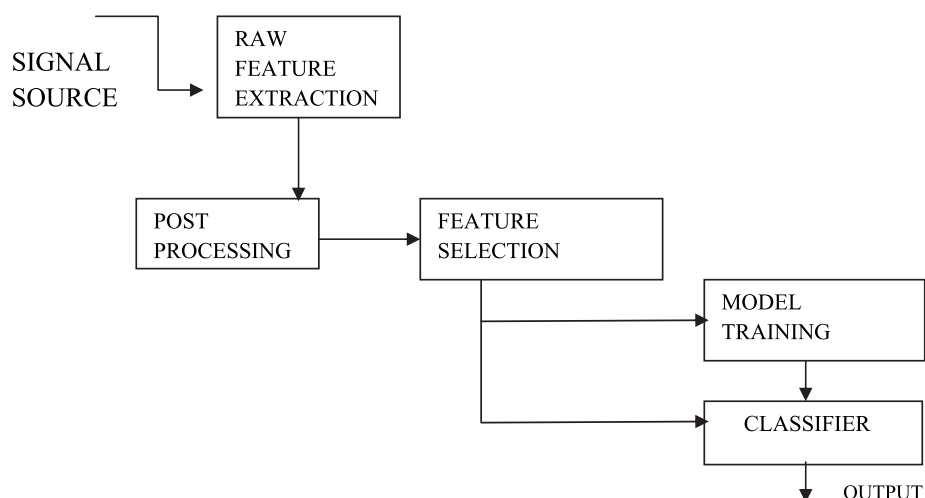 SIGNAL
SOURCE
RAW
FEATURE
EXTRACTION
POST
PROCESSING
FEATURE
SELECTION
MODEL
TRAINING
CLASSIFIER
OUTPUT